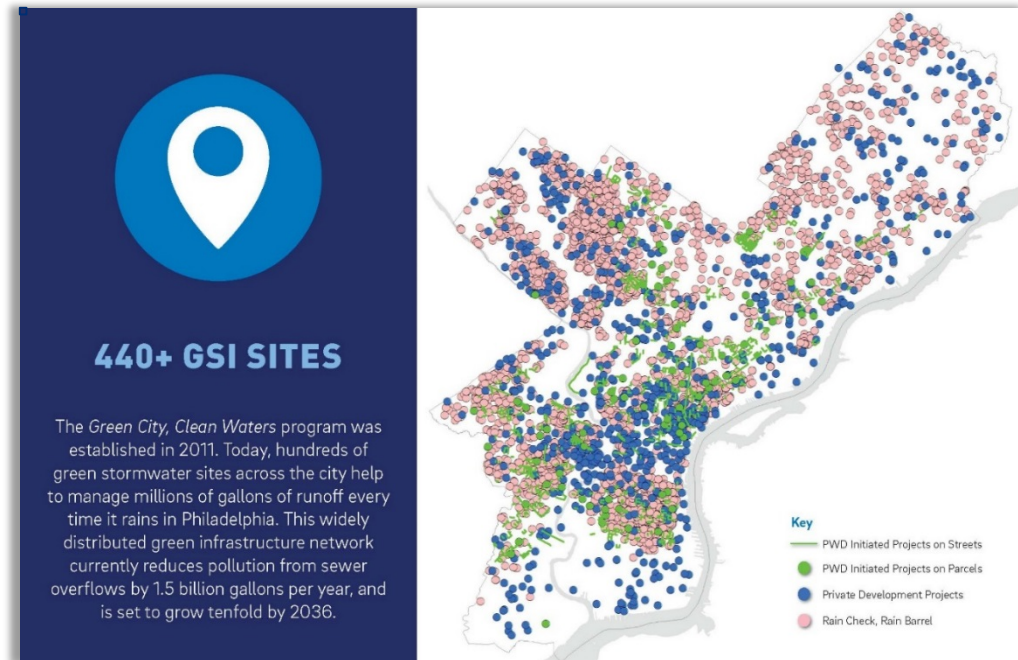 440+ GSI SITES
The Green City, Clean Waters program was
established in 2011. Today, hundreds of
green stormwater sites across the city help
to manage millions of gallons of runoff every
time it rains in Philadelphia. This widely
distributed green infrastructure network
currently reduces pollution from sewer
overflows by 1.5 billion gallons per year, and
is set to grow tenfold by 2036.
Key
PWD Initiated Projects on Streets
PWD Initiated Projects on Parcels
Private Development Projects
Rain Check, Rain Barrel